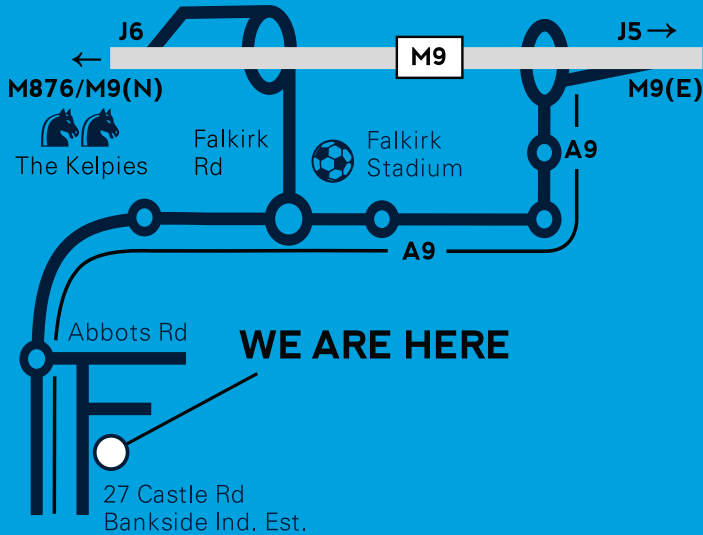 J6
J5
M9
M876/M9(N)
M9(E)
Falkirk
Rd
Falkirk
Stadium
A9
The Kelpies
A9
Abbots Rd
WE ARE HERE
27 Castle Rd
Bankside Ind. Est.